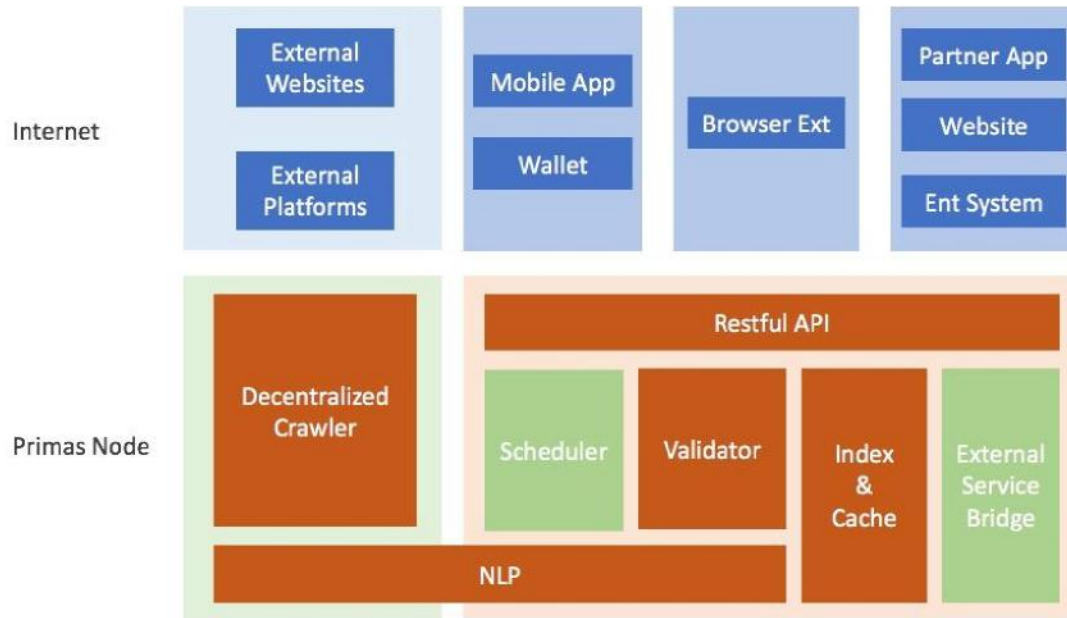 Internet
External
Websites
External
Platforms
Mobile App
Wallet
Browser Ext
Partner App
Website
Ent System
Primas Node
Decentralized
Crawler
Restful API
Scheduler
Validator
Index
&
Cache
External
Service
Bridge
NLP